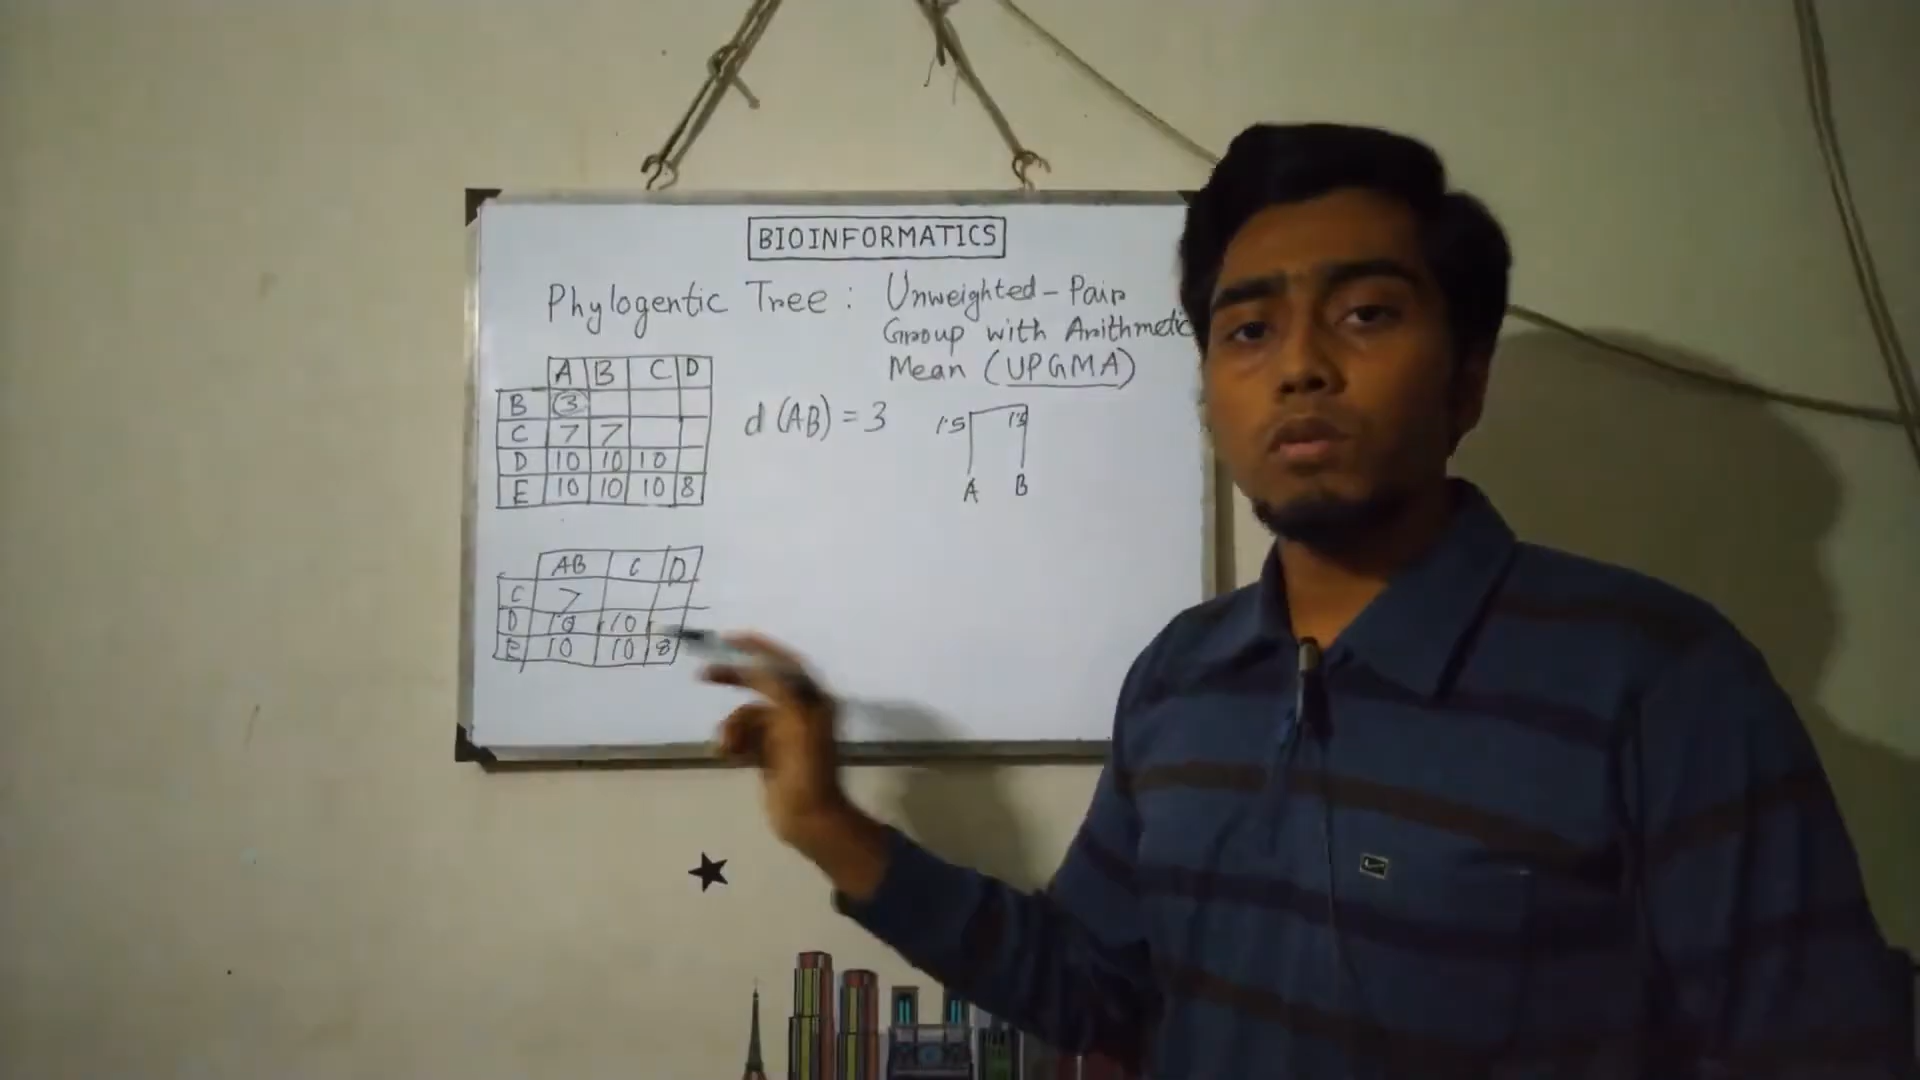 BIOINFORMATICS
Phylogentic Tree : Unweighted-Pair
Group with Arithmetic
Mean (UPGMA)
A B C D
B 3
C 7 7
D 10 10 10
E 10 10 10 8
d (AB) = 3
1.5 1.5
A B
AB C D
C 7
D 10 10
E 10 10 8